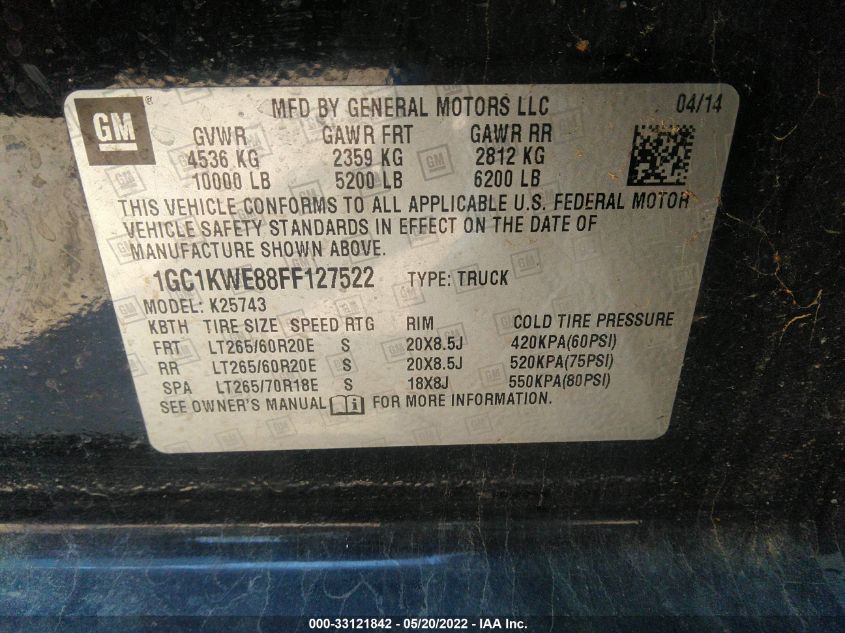 GM ®
MFD BY GENERAL MOTORS LLC 04/14
GVWR GAWR FRT GAWR RR
4536 KG 2359 KG 2812 KG
10000 LB 5200 LB 6200 LB
THIS VEHICLE CONFORMS TO ALL APPLICABLE U.S. FEDERAL MOTOR
VEHICLE SAFETY STANDARDS IN EFFECT ON THE DATE OF
MANUFACTURE SHOWN ABOVE.
1GC1KWE88FF127522 TYPE: TRUCK
MODEL: K25743
KBTH TIRE SIZE SPEED RTG RIM COLD TIRE PRESSURE
FRT LT265/60R20E S 20X8.5J 420KPA(60PSI)
RR LT265/60R20E S 20X8.5J 520KPA(75PSI)
SPA LT265/70R18E S 18X8J 550KPA(80PSI)
SEE OWNER'S MANUAL FOR MORE INFORMATION.
000-33121842 - 05/20/2022 - IAA Inc.